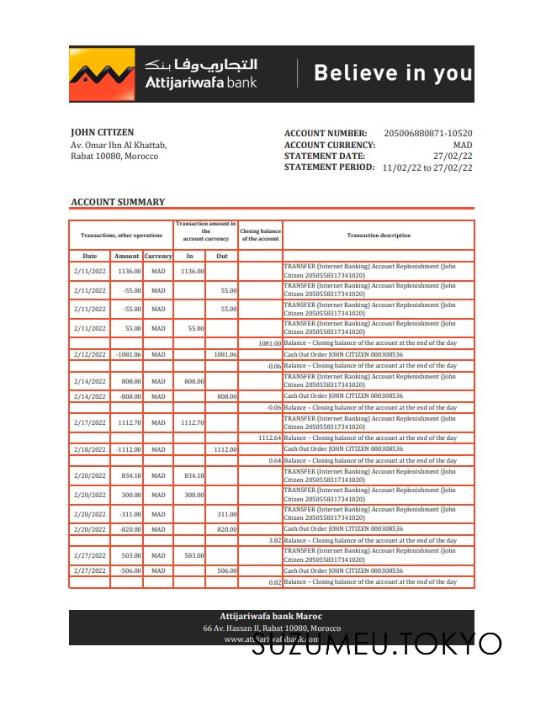 التجاري وفا بنك
Attijariwafa bank
Believe in you
JOHN CITIZEN
Av. Omar Ibn Al Khattab,
Rabat 10080, Morocco
ACCOUNT NUMBER: 205006880871-10520
ACCOUNT CURRENCY: MAD
STATEMENT DATE: 27/02/22
STATEMENT PERIOD: 11/02/22 to 27/02/22
ACCOUNT SUMMARY
Transactions, other operations
Transaction amount in
the
account currency
Closing balance
of the account
Transaction description
Date Amount Currency In Out
2/11/2022 1136.00 MAD 1136.00 TRANSFER (Internet Banking) Account Replenishment (John
Citizen 2050558317341020)
2/11/2022 -55.00 MAD 55.00 TRANSFER (Internet Banking) Account Replenishment (John
Citizen 2050558317341020)
2/11/2022 -55.00 MAD 55.00 TRANSFER (Internet Banking) Account Replenishment (John
Citizen 2050558317341020)
2/11/2022 55.00 MAD 55.00 TRANSFER (Internet Banking) Account Replenishment (John
Citizen 2050558317341020)
1081.00 Balance – Closing balance of the account at the end of the day
2/12/2022 -1081.06 MAD 1081.06 Cash Out Order JOHN CITIZEN 000308536
-0.06 Balance – Closing balance of the account at the end of the day
2/14/2022 808.00 MAD 808.00 TRANSFER (Internet Banking) Account Replenishment (John
Citizen 2050558317341020)
2/14/2022 -808.00 MAD 808.00 Cash Out Order JOHN CITIZEN 000308536
-0.06 Balance – Closing balance of the account at the end of the day
2/17/2022 1112.70 MAD 1112.70 TRANSFER (Internet Banking) Account Replenishment (John
Citizen 2050558317341020)
1112.64 Balance – Closing balance of the account at the end of the day
2/18/2022 -1112.00 MAD 1112.00 Cash Out Order JOHN CITIZEN 000308536
0.64 Balance – Closing balance of the account at the end of the day
2/20/2022 834.18 MAD 834.18 TRANSFER (Internet Banking) Account Replenishment (John
Citizen 2050558317341020)
2/20/2022 300.00 MAD 300.00 TRANSFER (Internet Banking) Account Replenishment (John
Citizen 2050558317341020)
2/20/2022 -311.00 MAD 311.00 TRANSFER (Internet Banking) Account Replenishment (John
Citizen 2050558317341020)
2/20/2022 -820.00 MAD 820.00 Cash Out Order JOHN CITIZEN 000308536
3.82 Balance – Closing balance of the account at the end of the day
2/27/2022 503.00 MAD 503.00 TRANSFER (Internet Banking) Account Replenishment (John
Citizen 2050558317341020)
2/27/2022 -506.00 MAD 506.00 Cash Out Order JOHN CITIZEN 000308536
0.82 Balance – Closing balance of the account at the end of the day
Attijariwafa bank Maroc
66 Av. Hassan II, Rabat 10080, Morocco
www.attijariwafabank.com
SUZUMEU.TOKYO